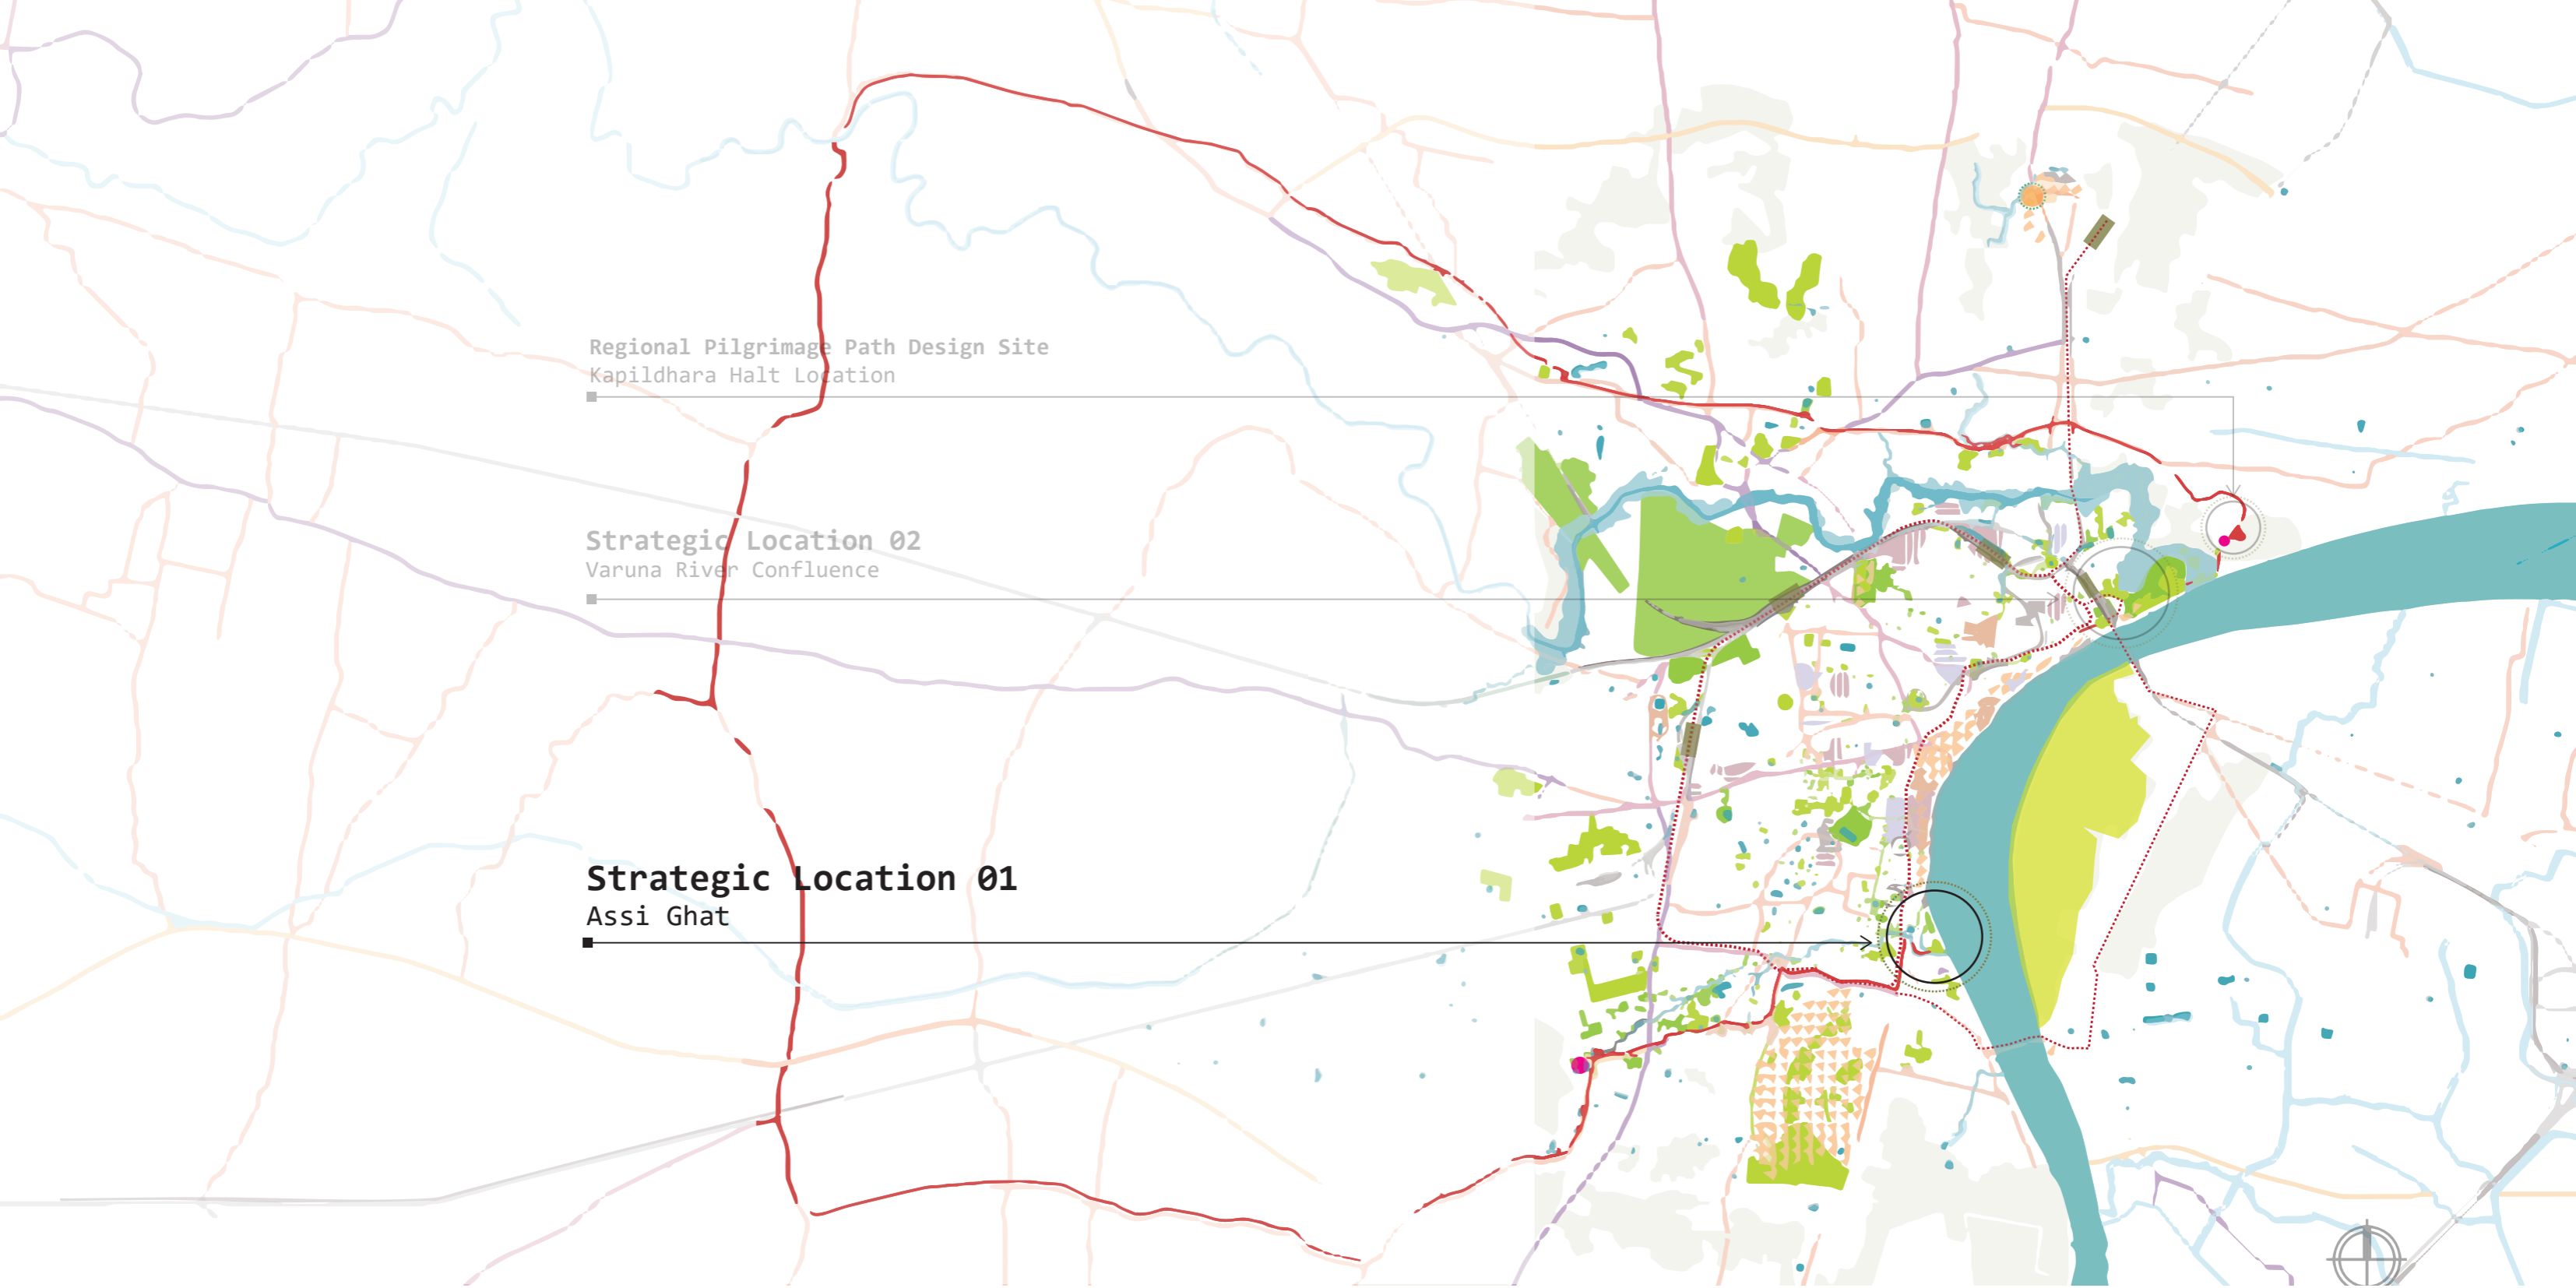 Regional Pilgrimage Path Design Site
Kapildhara Halt Location
Strategic Location 02
Varuna River Confluence
Strategic Location 01
Assi Ghat